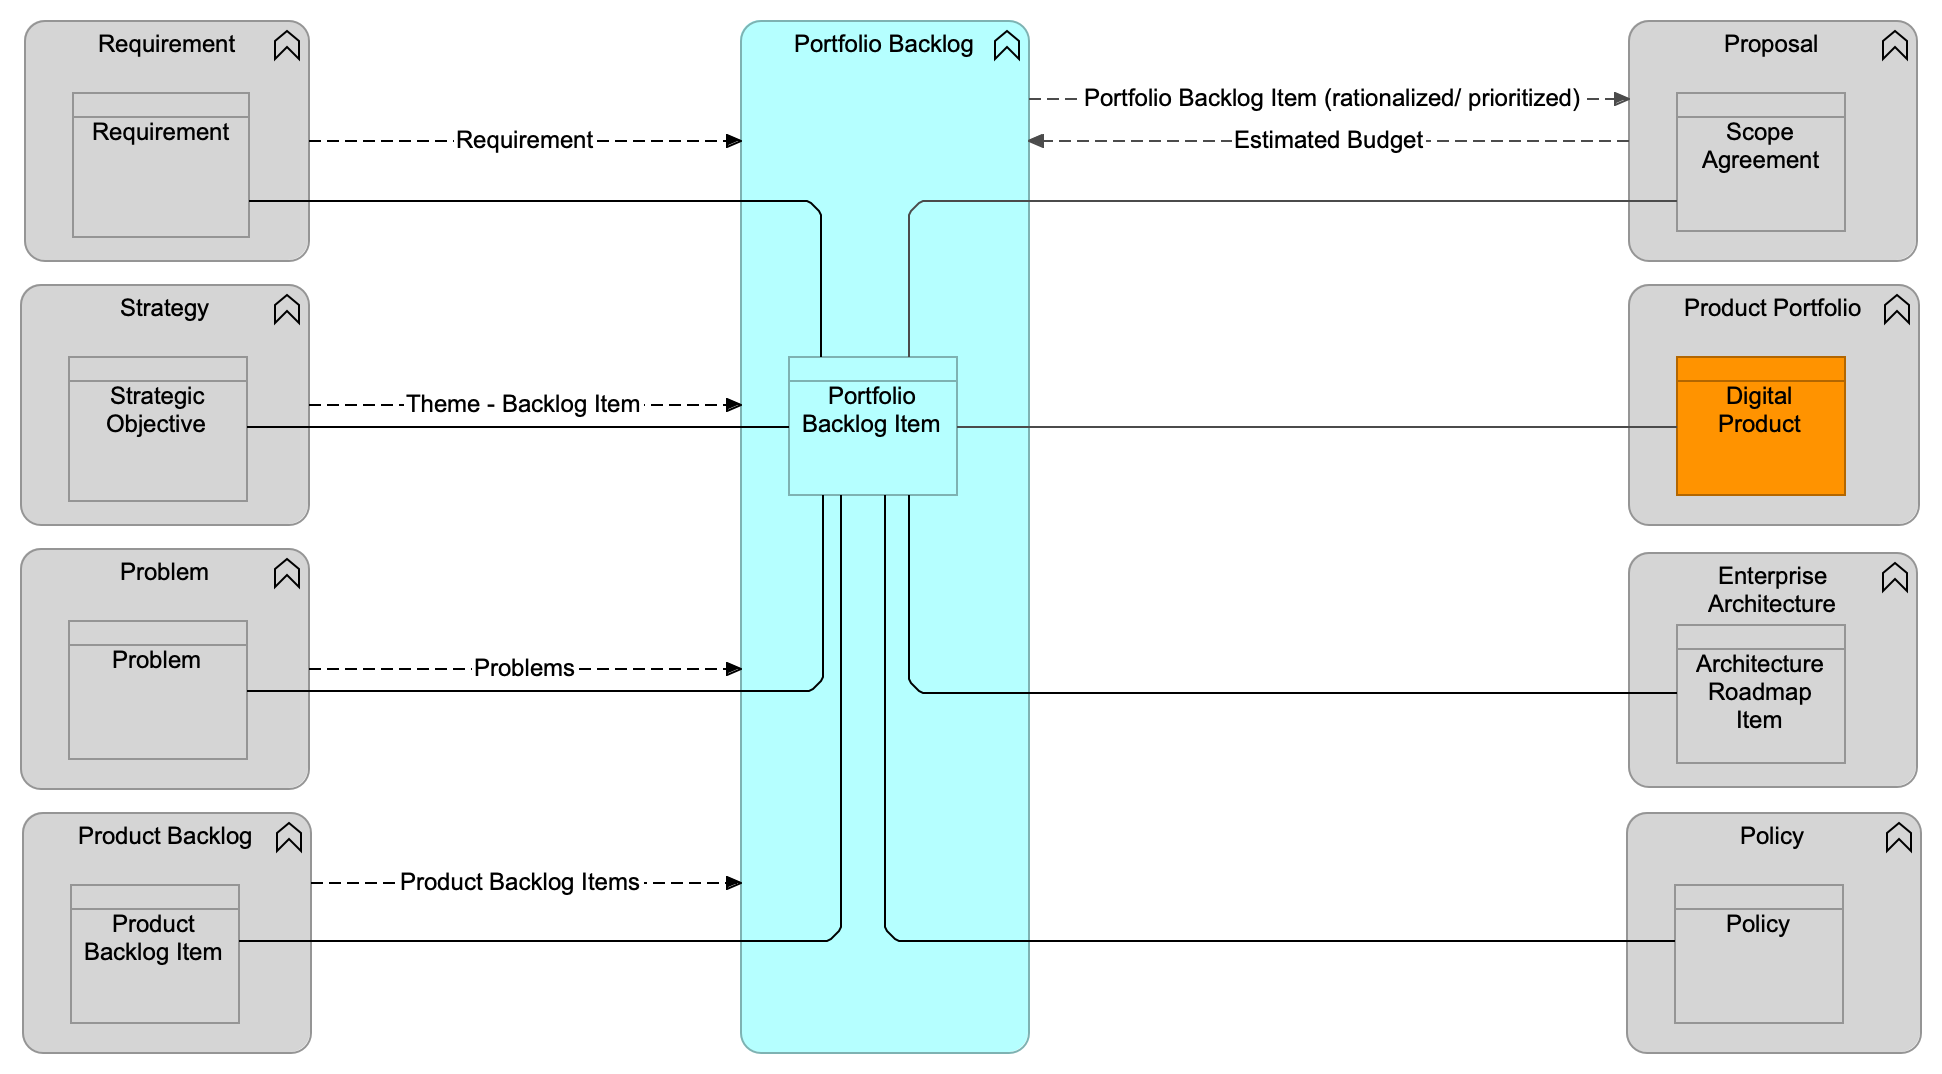 Requirement
Requirement
Requirement
Strategy
Strategic
Objective
Theme - Backlog Item
Problem
Problem
Problems
Product Backlog
Product
Backlog Item
Product Backlog Items
Portfolio Backlog
Portfolio
Backlog Item
Portfolio Backlog Item (rationalized/ prioritized)
Estimated Budget
Proposal
Scope
Agreement
Product Portfolio
Digital
Product
Enterprise
Architecture
Architecture
Roadmap
Item
Policy
Policy